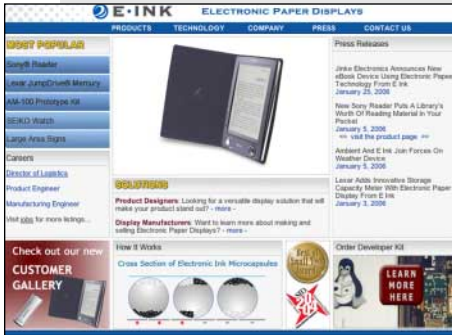 E·INK
ELECTRONIC PAPER DISPLAYS
PRODUCTS TECHNOLOGY COMPANY PRESS CONTACT US
MOST POPULAR
Sony® Reader
Lexar JumpDrive® Mercury
AM-100 Prototype Kit
SEIKO Watch
Large Area Signs
Careers
Director of Logistics
Product Engineer
Manufacturing Engineer
Visit jobs for more listings...
SOLUTIONS
Product Designers: Looking for a versatile display solution that will
make your product stand out? - more -
Display Manufacturers: Want to learn more about making and
selling Electronic Paper Displays? - more -
Press Releases
Jinke Electronics Announces New
eBook Device Using Electronic Paper
Technology From E Ink
January 25, 2006
New Sony Reader Puts A Library's
Worth Of Reading Material in Your
Pocket
January 5, 2006
visit the product page
Ambient And E Ink Join Forces On
Weather Device
January 5, 2006
Lexar Adds Innovative Storage
Capacity Meter With Electronic Paper
Display From E Ink
January 3, 2006
Check out our new
CUSTOMER
GALLERY
How It Works
Cross Section of Electronic Ink Microcapsules
Order Developer Kit
LEARN
MORE
HERE